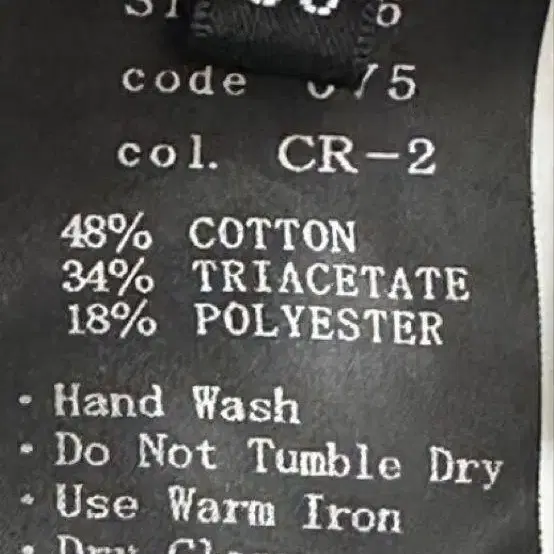 code
col. CR-2
48% COTTON
34% TRIACETATE
18% POLYESTER
· Hand Wash
· Do Not Tumble Dry
· Use Warm Iron